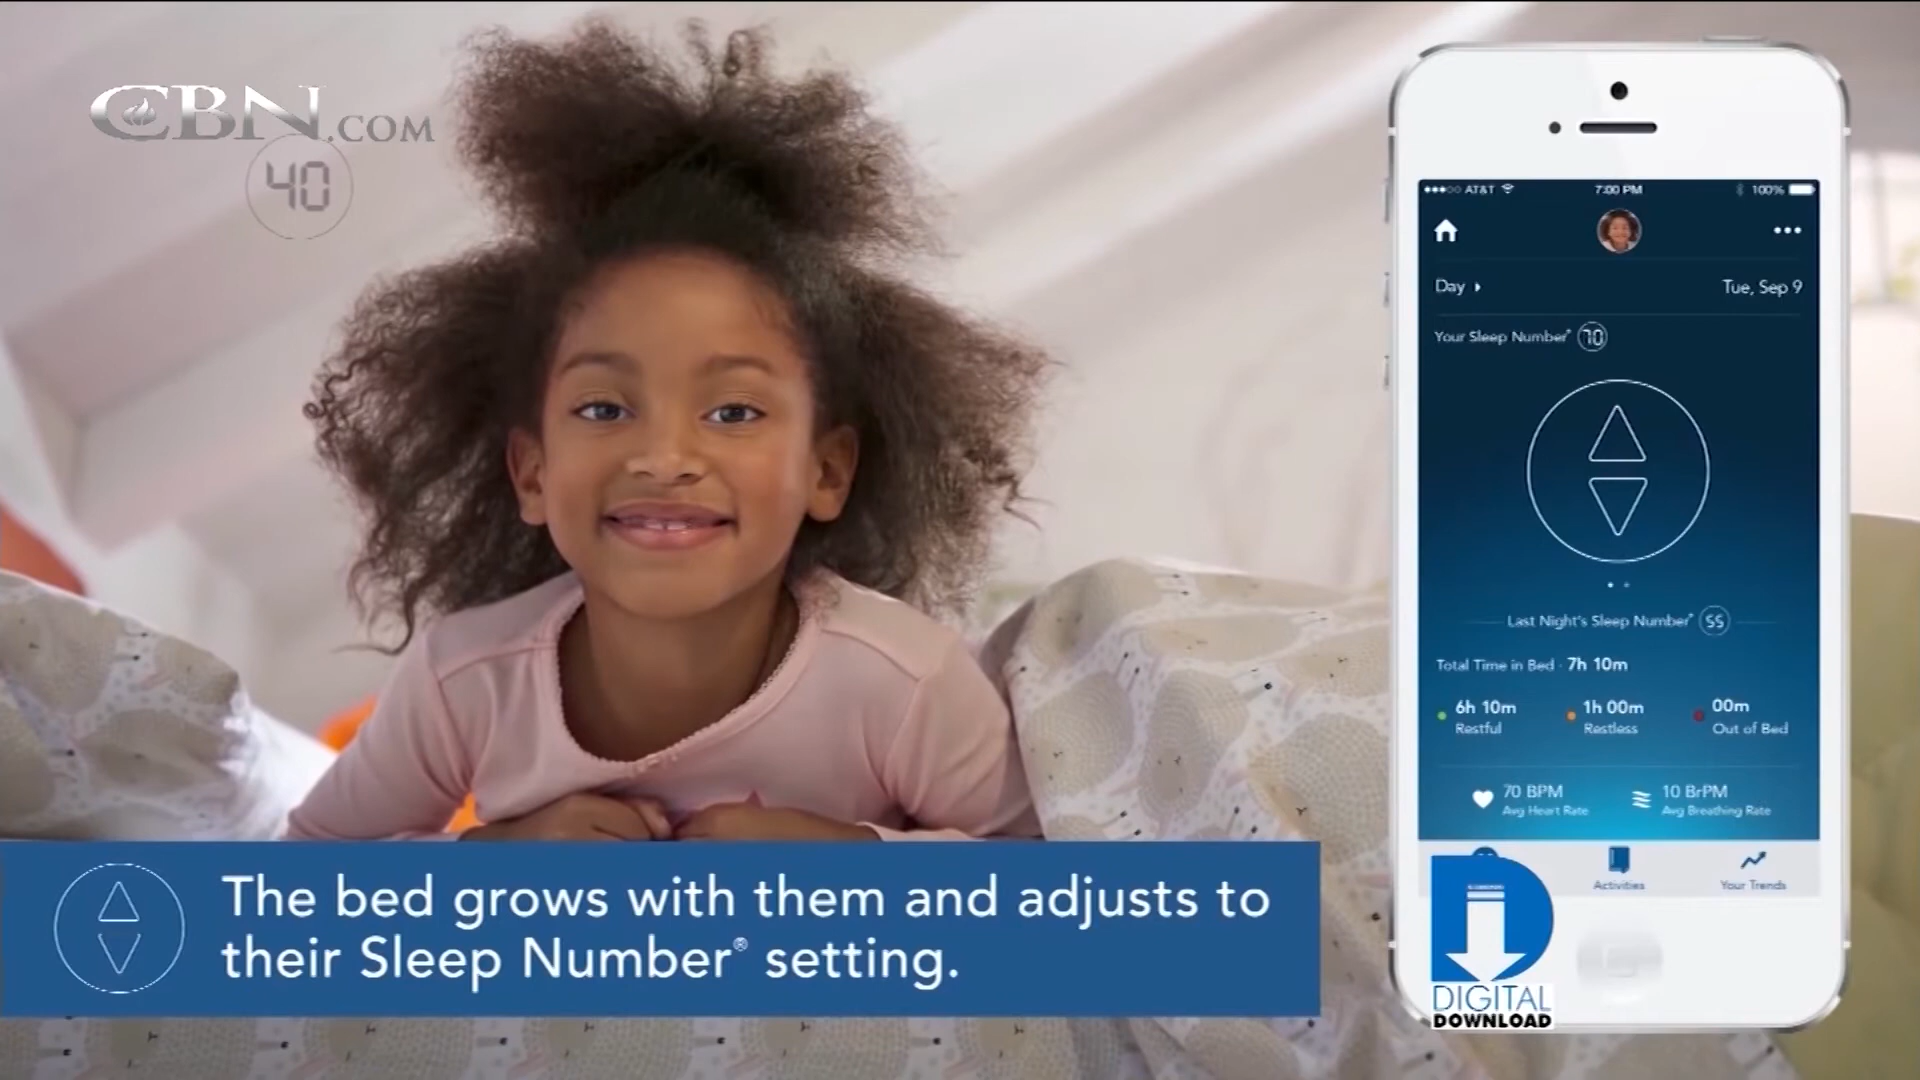 CBN.COM
40
●●●○○ AT&T
7:00 PM
100%
Day
Tue, Sep 9
Your Sleep Number® 70
Last Night's Sleep Number® 55
Total Time in Bed · 7h 10m
6h 10m
Restful
1h 00m
Restless
00m
Out of Bed
70 BPM
Avg Heart Rate
10 BrPM
Avg Breathing Rate
Activities
Your Trends
The bed grows with them and adjusts to
their Sleep Number® setting.
DIGITAL
DOWNLOAD